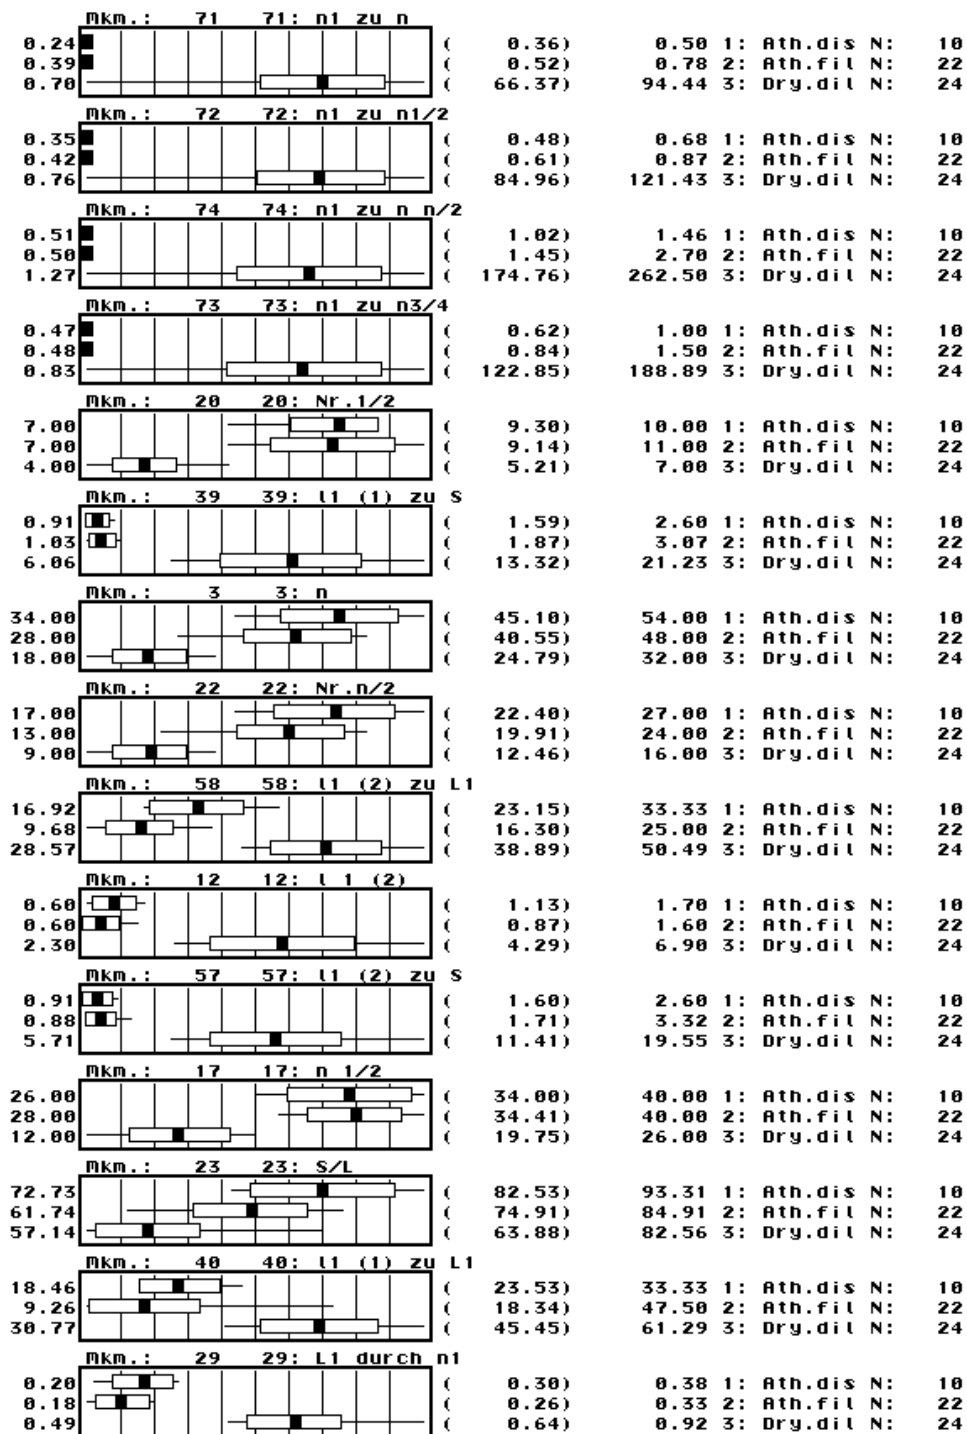 Mkm.: 71 71: n1 zu n
0.24 ( 0.36) 0.50 1: Ath.dis N: 10
0.39 ( 0.52) 0.78 2: Ath.fil N: 22
0.70 ( 66.37) 94.44 3: Dry.dil N: 24
Mkm.: 72 72: n1 zu n1/2
0.35 ( 0.48) 0.68 1: Ath.dis N: 10
0.42 ( 0.61) 0.87 2: Ath.fil N: 22
0.76 ( 84.96) 121.43 3: Dry.dil N: 24
Mkm.: 74 74: n1 zu n n/2
0.51 ( 1.02) 1.46 1: Ath.dis N: 10
0.50 ( 1.45) 2.70 2: Ath.fil N: 22
1.27 ( 174.76) 262.50 3: Dry.dil N: 24
Mkm.: 73 73: n1 zu n3/4
0.47 ( 0.62) 1.00 1: Ath.dis N: 10
0.48 ( 0.84) 1.50 2: Ath.fil N: 22
0.83 ( 122.85) 188.89 3: Dry.dil N: 24
Mkm.: 20 20: Nr.1/2
7.00 ( 9.30) 10.00 1: Ath.dis N: 10
7.00 ( 9.14) 11.00 2: Ath.fil N: 22
4.00 ( 5.21) 7.00 3: Dry.dil N: 24
Mkm.: 39 39: l1 (1) zu S
0.91 ( 1.59) 2.60 1: Ath.dis N: 10
1.03 ( 1.87) 3.07 2: Ath.fil N: 22
6.06 ( 13.32) 21.23 3: Dry.dil N: 24
Mkm.: 3 3: n
34.00 ( 45.10) 54.00 1: Ath.dis N: 10
28.00 ( 40.55) 48.00 2: Ath.fil N: 22
18.00 ( 24.79) 32.00 3: Dry.dil N: 24
Mkm.: 22 22: Nr.n/2
17.00 ( 22.40) 27.00 1: Ath.dis N: 10
13.00 ( 19.91) 24.00 2: Ath.fil N: 22
9.00 ( 12.46) 16.00 3: Dry.dil N: 24
Mkm.: 58 58: l1 (2) zu L1
16.92 ( 23.15) 33.33 1: Ath.dis N: 10
9.68 ( 16.30) 25.00 2: Ath.fil N: 22
28.57 ( 38.89) 50.49 3: Dry.dil N: 24
Mkm.: 12 12: l 1 (2)
0.60 ( 1.13) 1.70 1: Ath.dis N: 10
0.60 ( 0.87) 1.60 2: Ath.fil N: 22
2.30 ( 4.29) 6.90 3: Dry.dil N: 24
Mkm.: 57 57: l1 (2) zu S
0.91 ( 1.60) 2.60 1: Ath.dis N: 10
0.88 ( 1.71) 3.32 2: Ath.fil N: 22
5.71 ( 11.41) 19.55 3: Dry.dil N: 24
Mkm.: 17 17: n 1/2
26.00 ( 34.00) 40.00 1: Ath.dis N: 10
28.00 ( 34.41) 40.00 2: Ath.fil N: 22
12.00 ( 19.75) 26.00 3: Dry.dil N: 24
Mkm.: 23 23: S/L
72.73 ( 82.53) 93.31 1: Ath.dis N: 10
61.74 ( 74.91) 84.91 2: Ath.fil N: 22
57.14 ( 63.88) 82.56 3: Dry.dil N: 24
Mkm.: 40 40: l1 (1) zu L1
18.46 ( 23.53) 33.33 1: Ath.dis N: 10
9.26 ( 18.34) 47.50 2: Ath.fil N: 22
30.77 ( 45.45) 61.29 3: Dry.dil N: 24
Mkm.: 29 29: L1 durch n1
0.20 ( 0.30) 0.38 1: Ath.dis N: 10
0.18 ( 0.26) 0.33 2: Ath.fil N: 22
0.49 ( 0.64) 0.92 3: Dry.dil N: 24